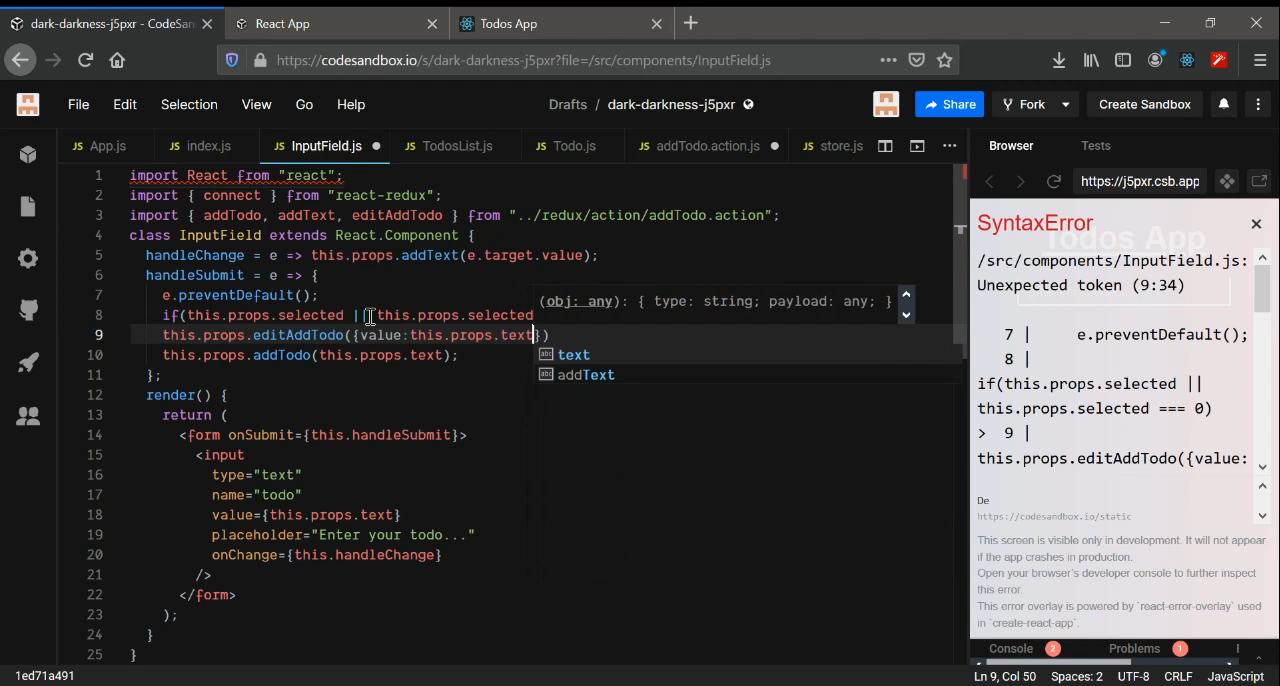 dark-darkness-j5pxr - CodeSan
React App
Todos App
https://codesandbox.io/s/dark-darkness-j5pxr?file=/src/components/InputField.js
File Edit Selection View Go Help
Drafts / dark-darkness-j5pxr
Share
Fork
Create Sandbox
JS App.js
JS index.js
JS InputField.js
JS TodosList.js
JS Todo.js
JS addTodo.action.js
JS store.js
1 import React from "react";
2 import { connect } from "react-redux";
3 import { addTodo, addText, editAddTodo } from "../redux/action/addTodo.action";
4 class InputField extends React.Component {
5 handleChange = e => this.props.addText(e.target.value);
6 handleSubmit = e => {
7 e.preventDefault();
8 if(this.props.selected || this.props.selected
9 this.props.editAddTodo({value:this.props.text})
10 this.props.addTodo(this.props.text);
11 };
12 render() {
13 return (
14 <form onSubmit={this.handleSubmit}>
15 <input
16 type="text"
17 name="todo"
18 value={this.props.text}
19 placeholder="Enter your todo..."
20 onChange={this.handleChange}
21 />
22 </form>
23 );
24 }
25 }
(obj: any): { type: string; payload: any; }
abc text
abc addText
Browser
Tests
https://j5pxr.csb.app
Todos App
SyntaxError
/src/components/InputField.js:
Unexpected token (9:34)
7 | e.preventDefault();
8 |
if(this.props.selected ||
this.props.selected === 0)
> 9 |
this.props.editAddTodo({value:
De
https://codesandbox.io/static
This screen is visible only in development. It will not appear
if the app crashes in production.
Open your browser's developer console to further inspect
this error.
This error overlay is powered by `react-error-overlay` used
in `create-react-app`.
Console 2
Problems 1
1ed71a491
Ln 9, Col 50
Spaces: 2
UTF-8
CRLF
JavaScript